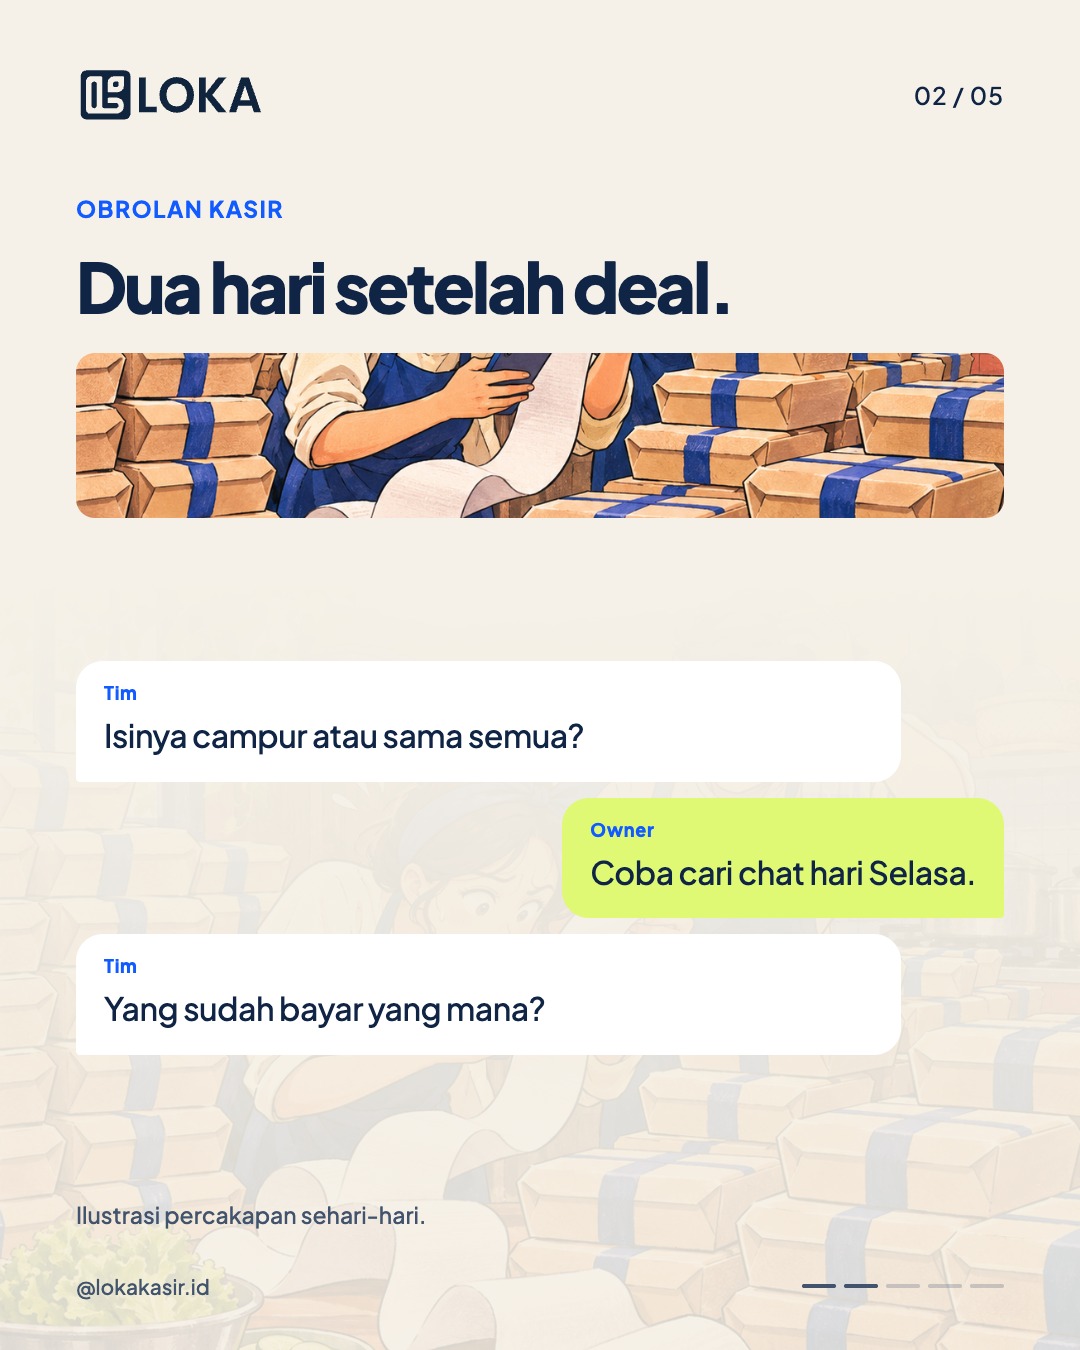 LOKA
02 / 05
OBROLAN KASIR
Dua hari setelah deal.
Tim
Isinya campur atau sama semua?
Owner
Coba cari chat hari Selasa.
Tim
Yang sudah bayar yang mana?
Ilustrasi percakapan sehari-hari.
@lokakasir.id